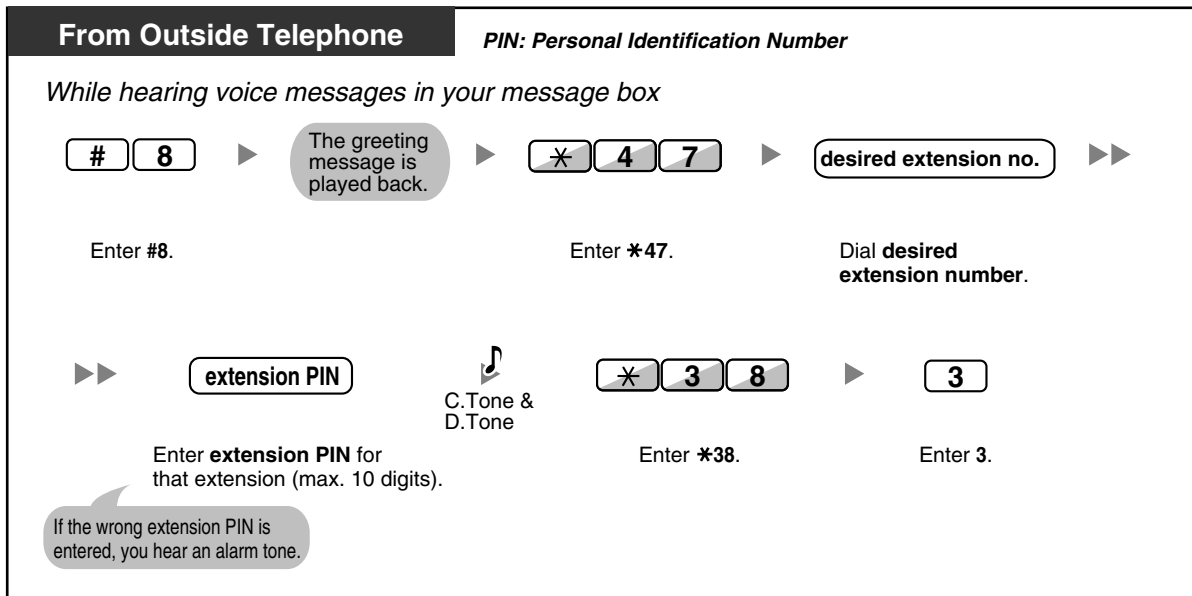 From Outside Telephone
PIN: Personal Identification Number
While hearing voice messages in your message box
# 8
The greeting
message is
played back.
✳ 4 7
desired extension no.
Enter #8.
Enter ✳47.
Dial desired
extension number.
extension PIN
C.Tone &
D.Tone
✳ 3 8
3
Enter extension PIN for
that extension (max. 10 digits).
Enter ✳38.
Enter 3.
If the wrong extension PIN is
entered, you hear an alarm tone.